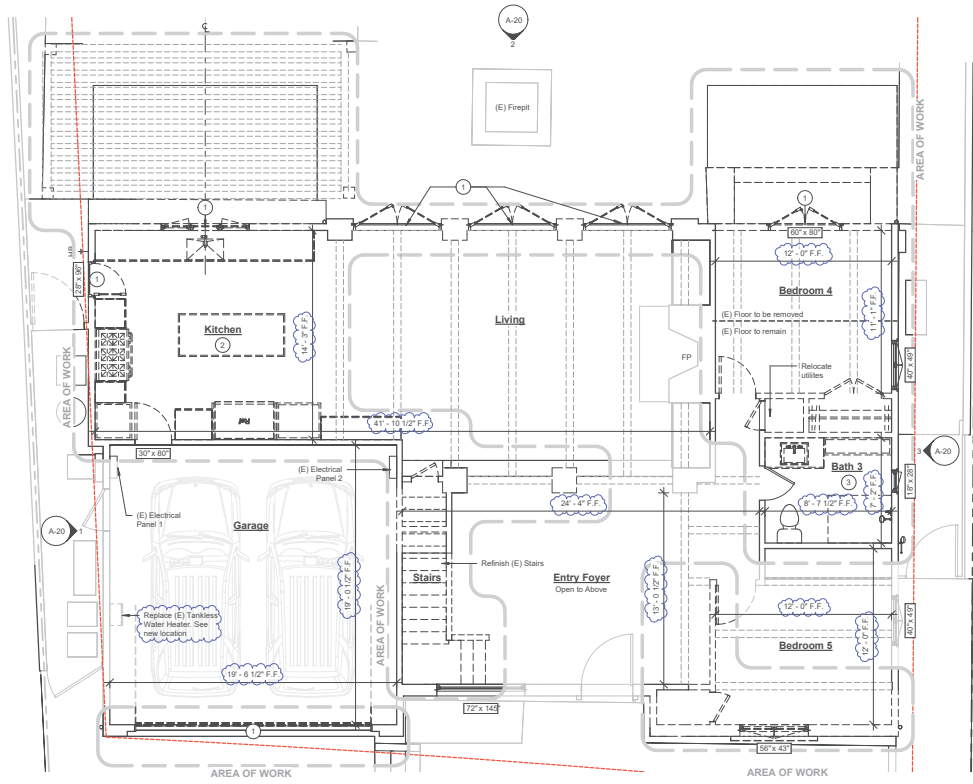 A-20
2
(E) Firepit
AREA OF WORK
1
1
1
60" x 80"
HB
12' - 0" F.F.
28" x 96"
1
Bedroom 4
11' - 1" F.F.
Kitchen
2
14' - 3" F.F.
Living
(E) Floor to be removed
(E) Floor to remain
40" x 49"
FP
Relocate
utilites
AREA OF WORK
Ref
41' - 10 1/2" F.F.
30" x 80"
3
A-20
Bath 3
3
7' - 2" F.F.
18" x 28"
(E) Electrical
Panel 2
(E) Electrical
Panel 1
24' - 4" F.F.
8' - 7 1/2" F.F.
Garage
A-20
1
Refinish (E) Stairs
Stairs
Entry Foyer
Open to Above
19' - 0 1/2" F.F.
13' - 0 1/2" F.F.
12' - 0" F.F.
12' - 0" F.F.
40" x 49"
Replace (E) Tankless
Water Heater. See
new location
AREA OF WORK
Bedroom 5
19' - 6 1/2" F.F.
72" x 145"
1
56" x 43"
AREA OF WORK
AREA OF WORK